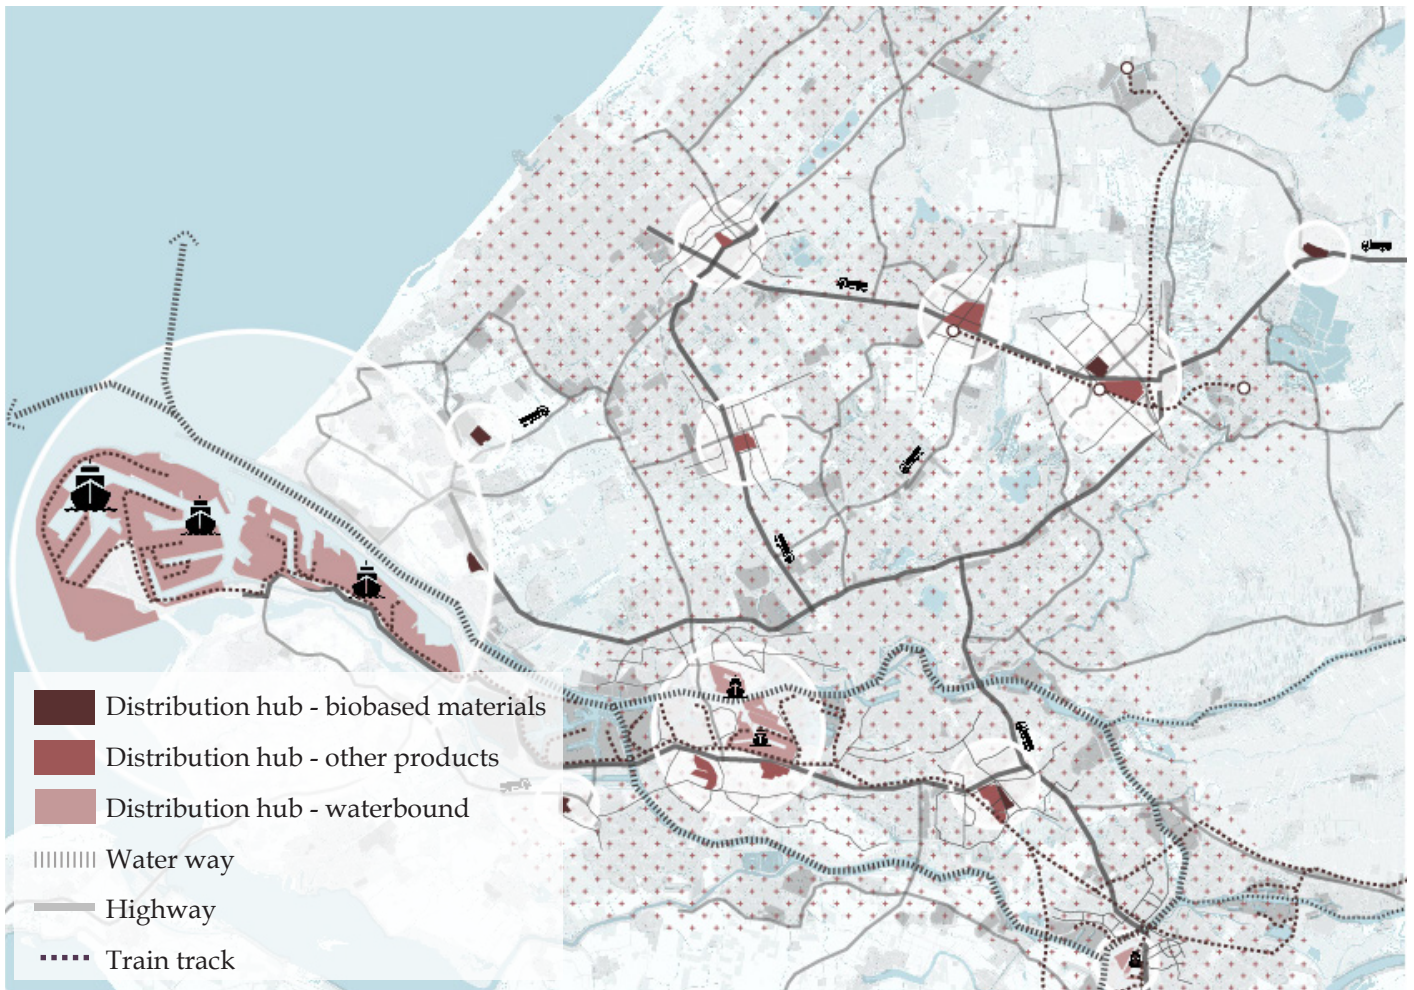 Distribution hub - biobased materials
Distribution hub - other products
Distribution hub - waterbound
Water way
Highway
Train track